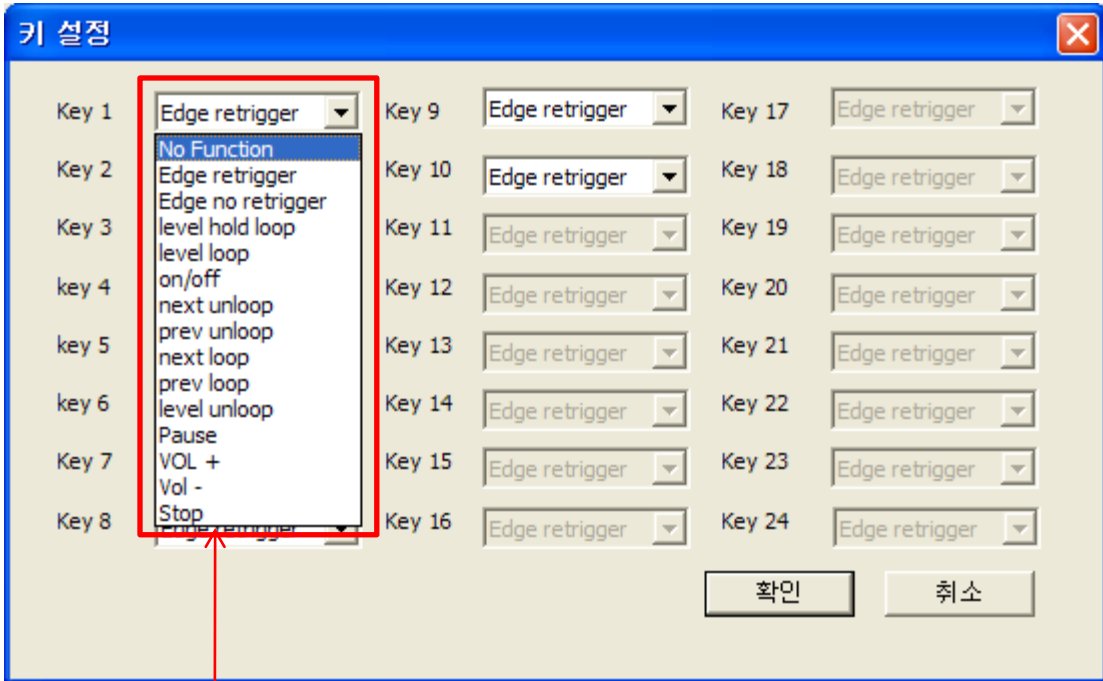 키 설정
Key 1 Edge retrigger Key 9 Edge retrigger Key 17 Edge retrigger
No Function
Key 2 Edge retrigger Key 10 Edge retrigger Key 18 Edge retrigger
Edge no retrigger
Key 3 level hold loop Key 11 Edge retrigger Key 19 Edge retrigger
level loop
key 4 on/off Key 12 Edge retrigger Key 20 Edge retrigger
next unloop
prev unloop
key 5 next loop Key 13 Edge retrigger Key 21 Edge retrigger
prev loop
key 6 level unloop Key 14 Edge retrigger Key 22 Edge retrigger
Pause
Key 7 VOL + Key 15 Edge retrigger Key 23 Edge retrigger
Vol -
Stop
Key 8 Edge retrigger Key 16 Edge retrigger Key 24 Edge retrigger
확인 취소